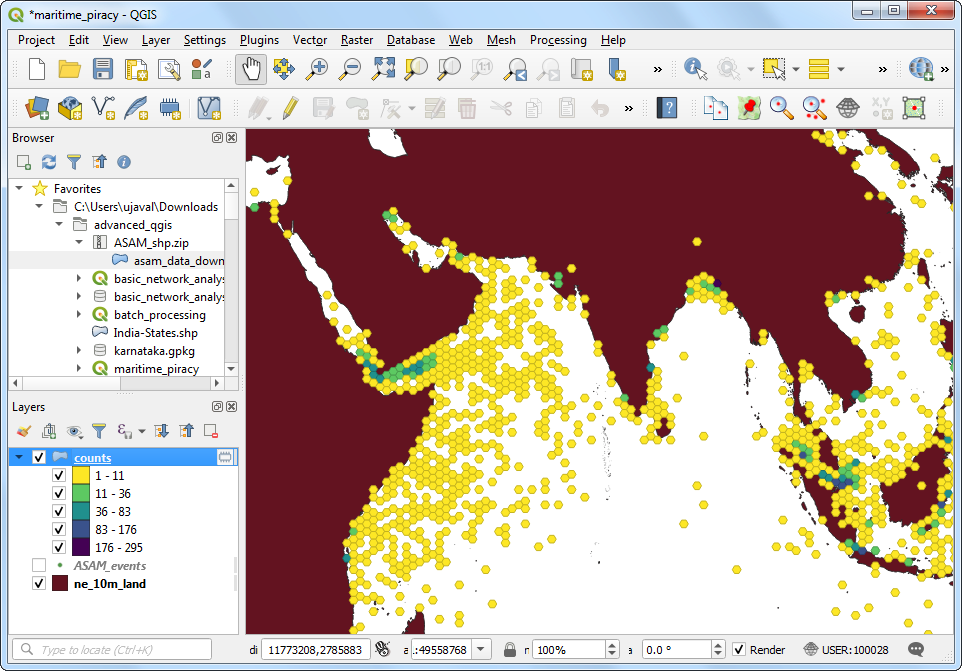 *maritime_piracy - QGIS
Project Edit View Layer Settings Plugins Vector Raster Database Web Mesh Processing Help
Browser
Favorites
C:\Users\ujaval\Downloads
advanced_qgis
ASAM_shp.zip
asam_data_down
basic_network_analys
basic_network_analys
batch_processing
India-States.shp
karnataka.gpkg
maritime_piracy
Layers
counts
1 - 11
11 - 36
36 - 83
83 - 176
176 - 295
ASAM_events
ne_10m_land
Type to locate (Ctrl+K)
di 11773208,2785883 a .:49558768 r 100% a 0.0 ° Render USER:100028